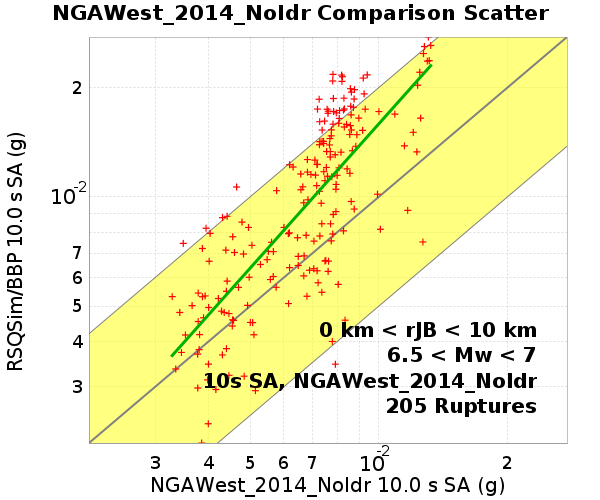 NGAWest_2014_NoIdr Comparison Scatter
RSQSim/BBP 10.0 s SA (g)
2
10-2
7
6
5
4
3
0 km < rJB < 10 km
6.5 < Mw < 7
10s SA, NGAWest_2014_NoIdr
205 Ruptures
3 4 5 6 7 10-2 2
NGAWest_2014_NoIdr 10.0 s SA (g)